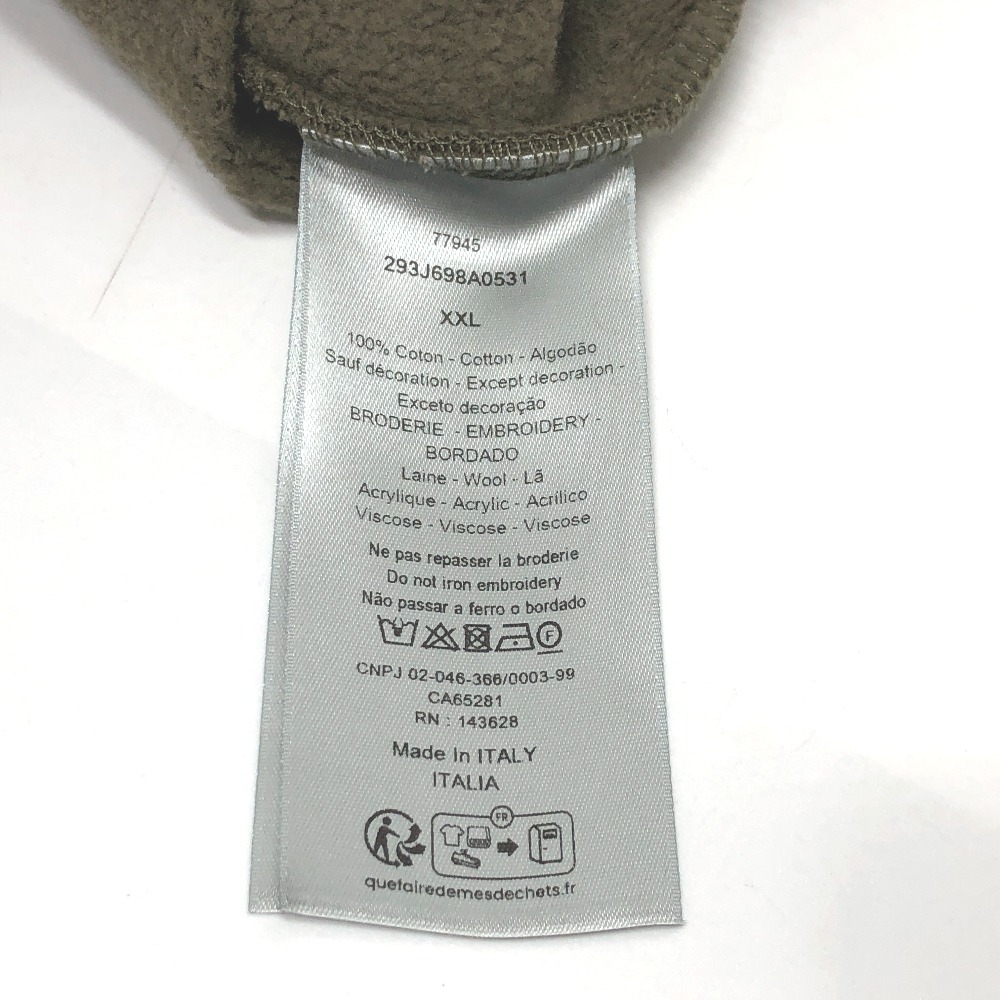 77945
293J698A0531
XXL
100% Coton - Cotton - Algodão
Sauf décoration - Except decoration -
Exceto decoração
BRODERIE - EMBROIDERY -
BORDADO
Laine - Wool - Lã
Acrylique - Acrylic - Acrílico
Viscose - Viscose - Viscose
Ne pas repasser la broderie
Do not iron embroidery
Não passar a ferro o bordado
F
CNPJ 02-046-366/0003-99
CA65281
RN : 143628
Made In ITALY
ITALIA
FR
quefairedemesdechets.fr